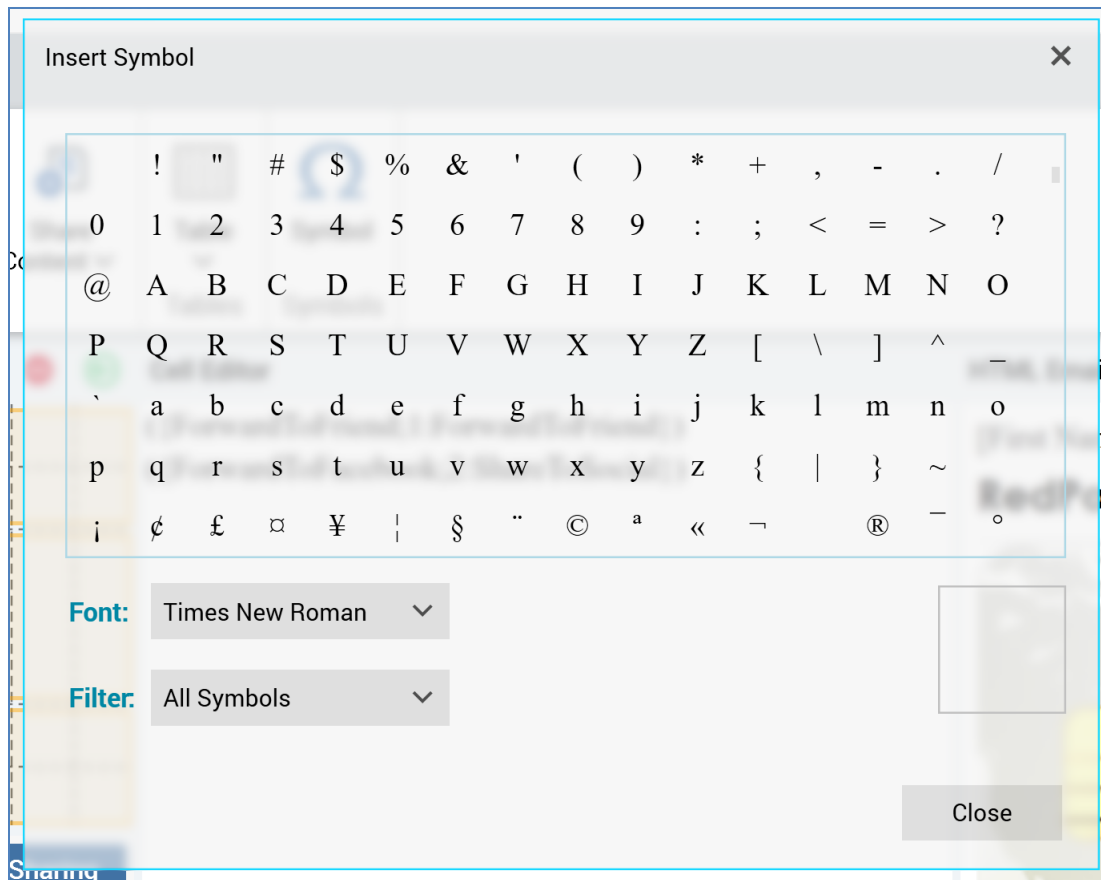 Insert Symbol
! " # $ % & ' ( ) * + , - . /
0 1 2 3 4 5 6 7 8 9 : ; < = > ?
@ A B C D E F G H I J K L M N O
P Q R S T U V W X Y Z [ \ ] ^ _
` a b c d e f g h i j k l m n o
p q r s t u v w x y z { | } ~
¡ ¢ £ ¤ ¥ ¦ § ¨ © ª « ¬ ® ¯ °
Font: Times New Roman
Filter: All Symbols
Close
Sharing